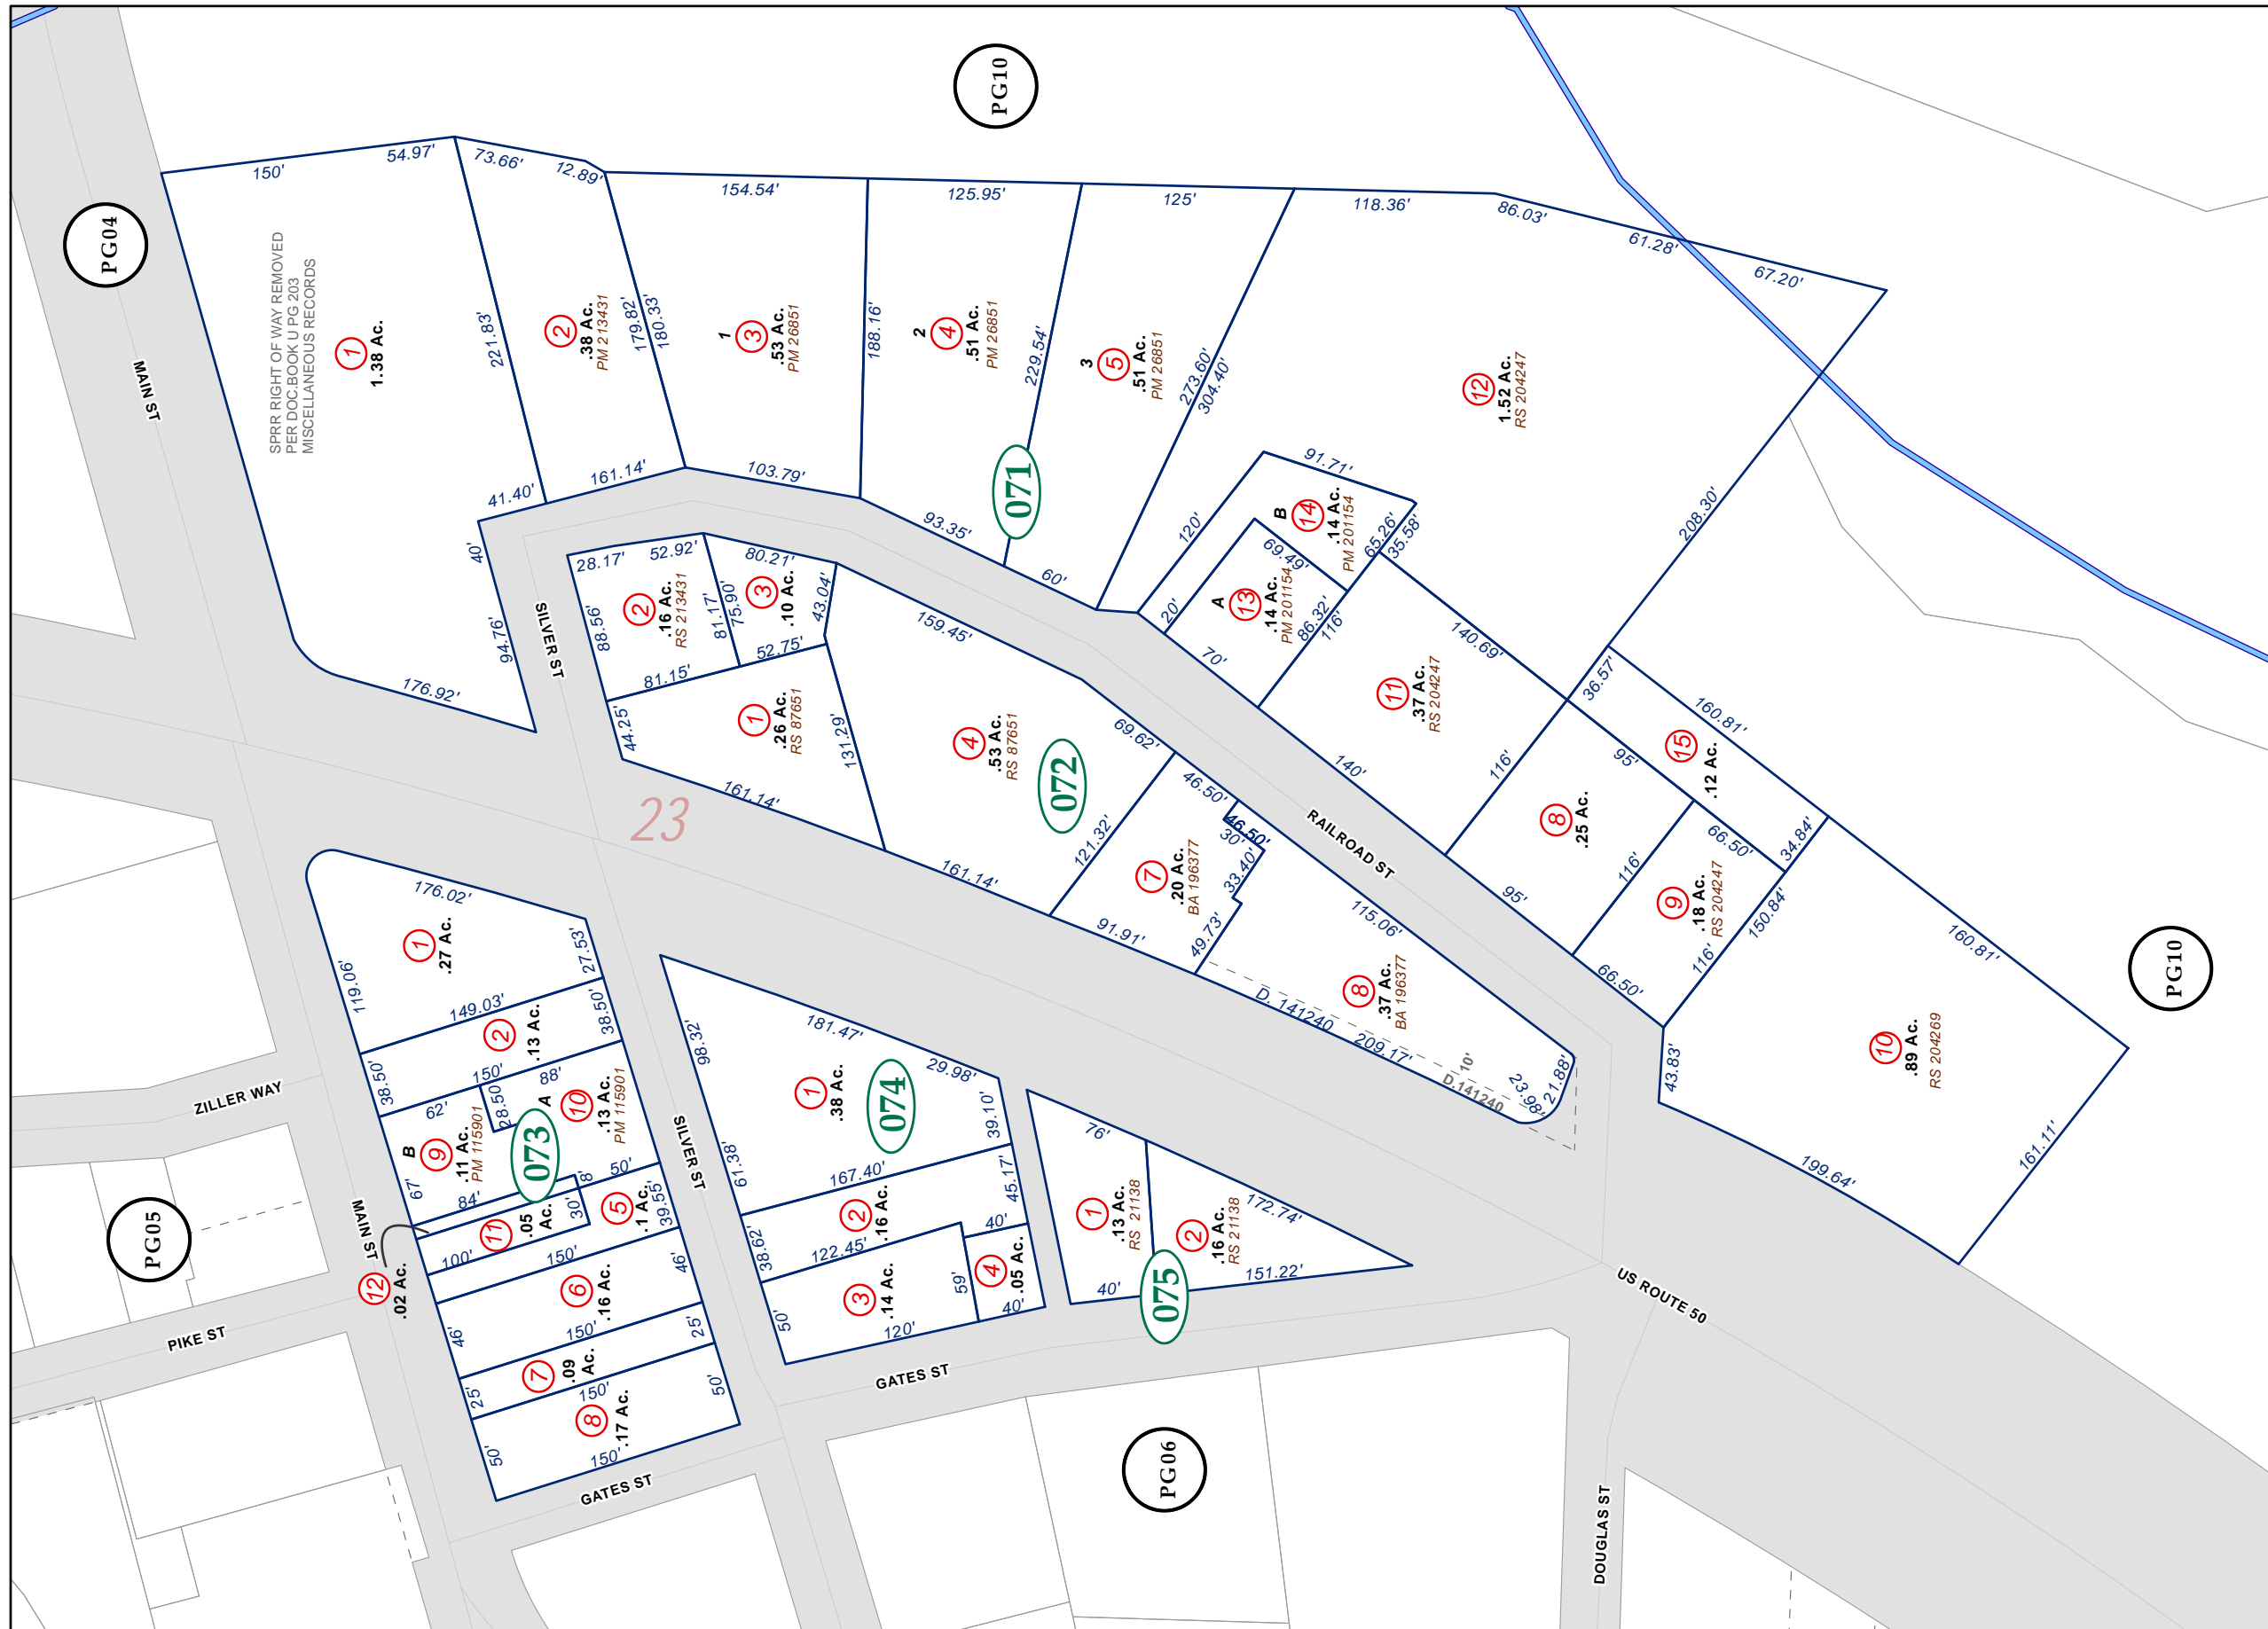 PG10
PG04
54.97'
150'
73.66'
12.89'
154.54'
125.95'
125'
118.36'
86.03'
61.28'
67.20'
SPRR RIGHT OF WAY REMOVED
PER DOC.BOOK U PG 203
MISCELLANEOUS RECORDS
1
1.38 Ac.
MAIN ST
221.83'
2
.38 Ac.
PM 213431
179.82'
180.33'
1
3
.53 Ac.
PM 26851
188.16'
2
4
.51 Ac.
PM 26851
229.54'
3
5
.51 Ac.
PM 26851
273.60'
304.40'
12
1.52 Ac.
RS 204247
208.30'
41.40'
161.14'
103.79'
071
93.35'
60'
40'
94.76'
176.92'
SILVER ST
28.17'
52.92'
80.21'
88.56'
2
.16 Ac.
RS 213431
81.17'
75.90'
3
.10 Ac.
43.04'
52.75'
81.15'
44.25'
1
.26 Ac.
RS 87651
131.29'
161.14'
159.45'
4
.53 Ac.
RS 87651
072
69.62'
121.32'
161.14'
91.71'
120'
B
14
.14 Ac.
PM 201154
65.26'
35.58'
69.49'
20'
A
13
.14 Ac.
PM 201154
86.32'
116'
70'
140.69'
11
.37 Ac.
RS 204247
140'
116'
36.57'
160.81'
95'
15
.12 Ac.
8
.25 Ac.
116'
66.50'
34.84'
9
.18 Ac.
RS 204247
150.84'
116'
95'
66.50'
RAILROAD ST
46.50'
46.50'
30'
33.40'
7
.20 Ac.
BA 196377
49.73'
91.91'
115.06'
8
.37 Ac.
BA 196377
D. 141240
209.17'
10'
D.141240
23.98'
21.88'
43.83'
160.81'
10
.89 Ac.
RS 204269
161.11'
199.64'
PG10
23
176.02'
1
.27 Ac.
119.06'
27.53'
149.03'
2
.13 Ac.
38.50'
38.50'
150'
88'
62'
28.50'
A
10
.13 Ac.
PM 115901
B
9
.11 Ac.
PM 115901
073
67'
84'
8'
50'
30'
11
.05
Ac.
5
.1 Ac.
39.55'
100'
150'
12
.02 Ac.
6
.16 Ac.
46'
46'
150'
7
.09
Ac.
25'
25'
150'
8
.17 Ac.
50'
50'
150'
MAIN ST
ZILLER WAY
PG05
PIKE ST
GATES ST
SILVER ST
98.32'
181.47'
29.98'
1
.38 Ac.
074
39.10'
61.38'
167.40'
45.17'
2
.16 Ac.
40'
38.62'
122.45'
4
.05 Ac.
59'
40'
3
.14 Ac.
50'
120'
GATES ST
76'
1
.13 Ac.
RS 21138
2
.16 Ac.
RS 21138
172.74'
40'
151.22'
075
US ROUTE 50
PG06
DOUGLAS ST